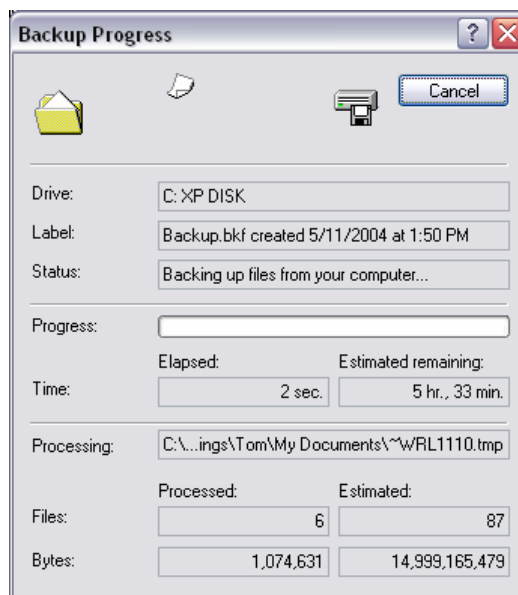 Backup Progress
Cancel
Drive: C: XP DISK
Label: Backup.bkf created 5/11/2004 at 1:50 PM
Status: Backing up files from your computer...
Progress:
Elapsed: Estimated remaining:
Time: 2 sec. 5 hr., 33 min.
Processing: C:\...ings\Tom\My Documents\~WRL1110.tmp
Processed: Estimated:
Files: 6 87
Bytes: 1,074,631 14,999,165,479